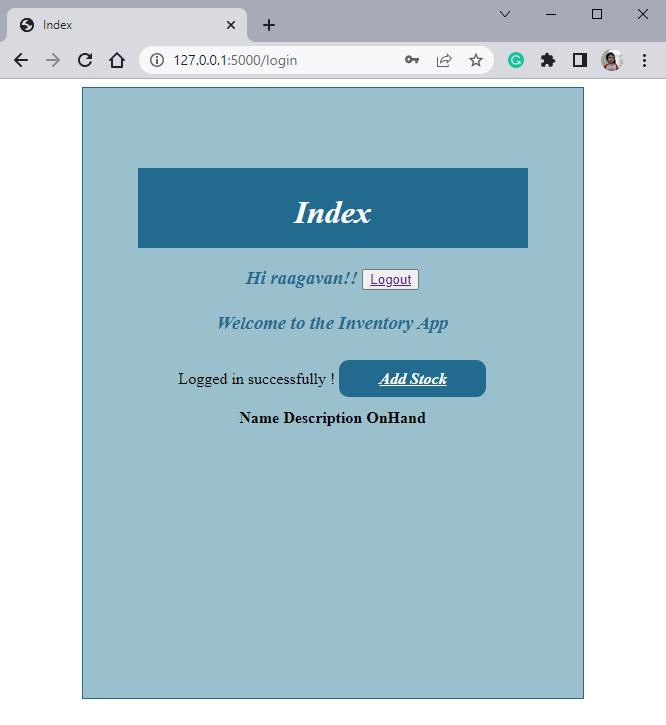 Index
127.0.0.1:5000/login
Index
Hi raagavan!! Logout
Welcome to the Inventory App
Logged in successfully ! Add Stock
Name Description OnHand